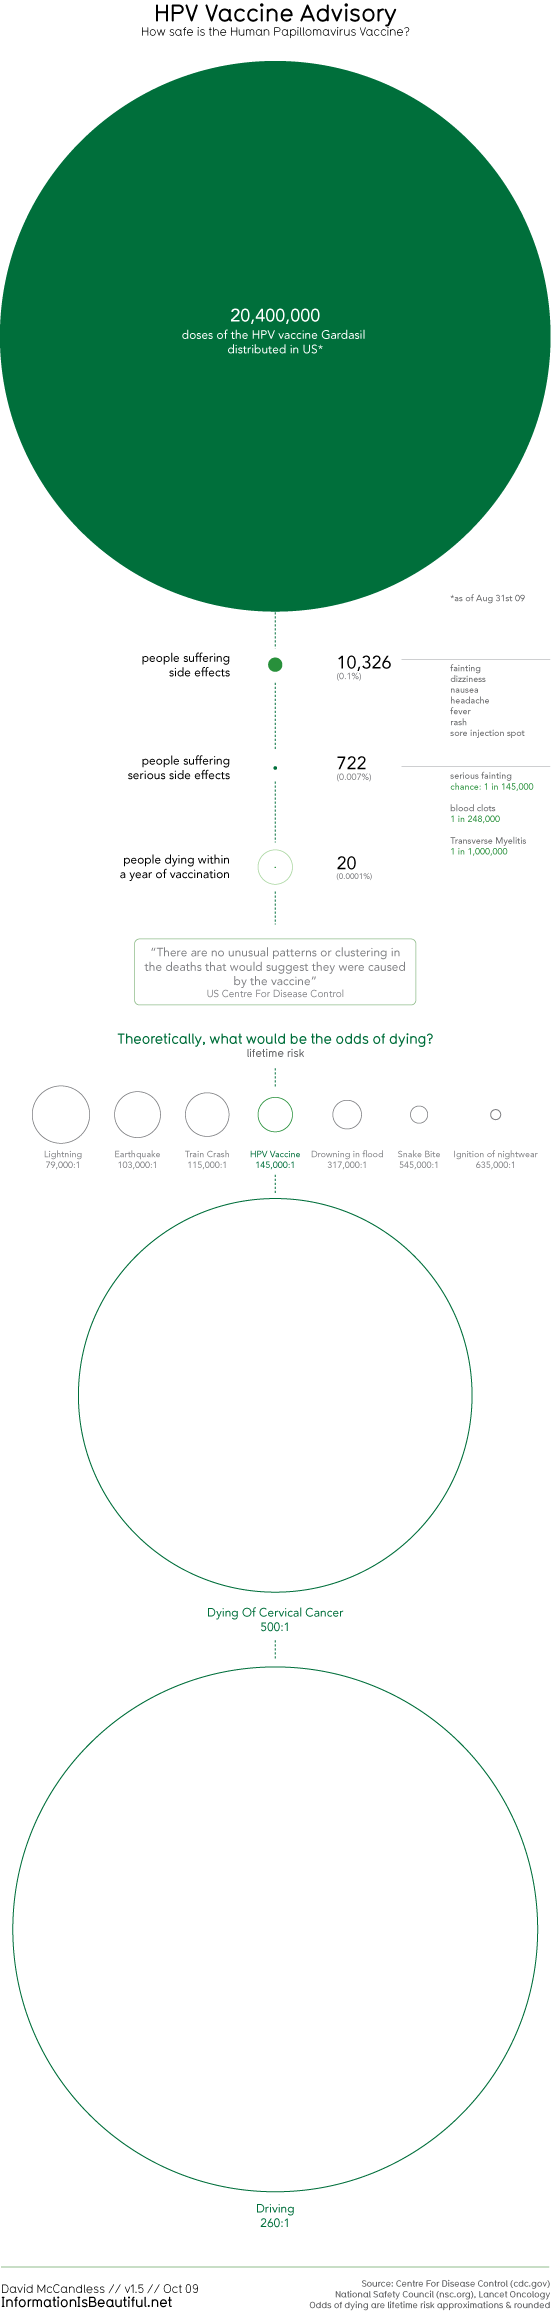 HPV Vaccine Advisory
How safe is the Human Papillomavirus Vaccine?
20,400,000
doses of the HPV vaccine Gardasil
distributed in US*
*as of Aug 31st 09
people suffering
side effects
10,326
(0.1%)
fainting
dizziness
nausea
headache
fever
rash
sore injection spot
people suffering
serious side effects
722
(0.007%)
serious fainting
chance: 1 in 145,000
blood clots
1 in 248,000
Transverse Myelitis
1 in 1,000,000
people dying within
a year of vaccination
20
(0.0001%)
“There are no unusual patterns or clustering in
the deaths that would suggest they were caused
by the vaccine”
US Centre For Disease Control
Theoretically, what would be the odds of dying?
lifetime risk
Lightning
79,000:1
Earthquake
103,000:1
Train Crash
115,000:1
HPV Vaccine
145,000:1
Drowning in flood
317,000:1
Snake Bite
545,000:1
Ignition of nightwear
635,000:1
Dying Of Cervical Cancer
500:1
Driving
260:1
David McCandless // v1.5 // Oct 09
InformationIsBeautiful.net
Source: Centre For Disease Control (cdc.gov)
National Safety Council (nsc.org), Lancet Oncology
Odds of dying are lifetime risk approximations & rounded